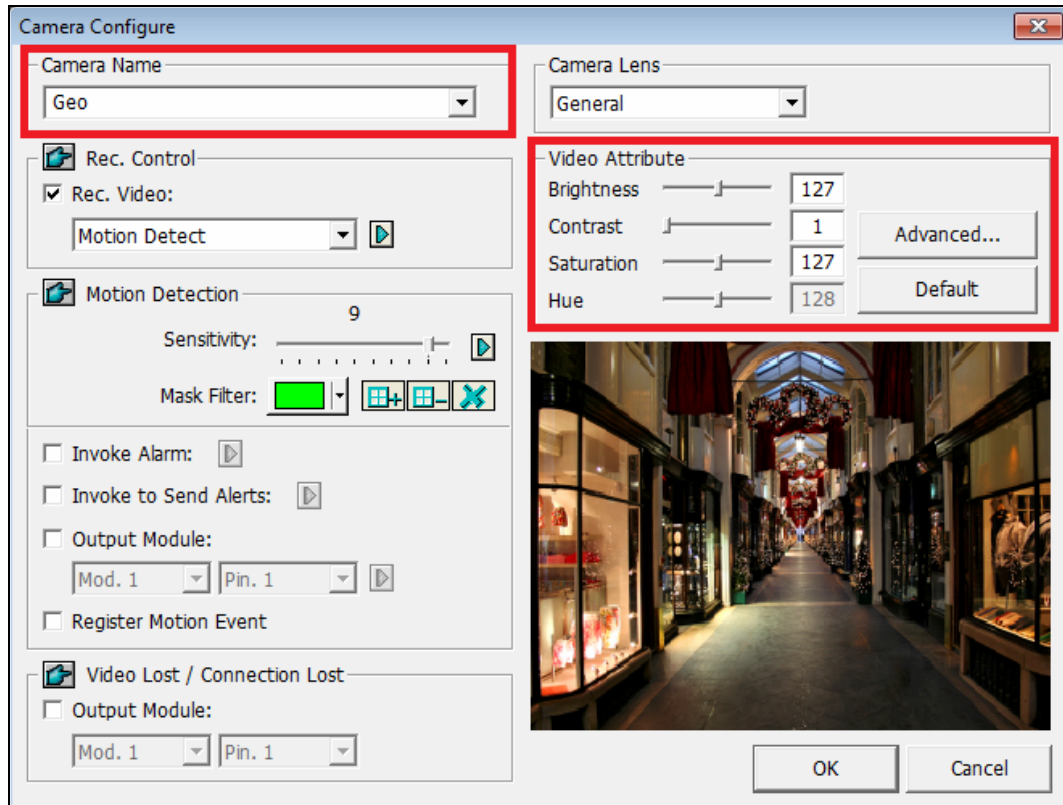 Camera Configure
Camera Name
Geo
Rec. Control
Rec. Video:
Motion Detect
Motion Detection
9
Sensitivity:
Mask Filter:
Invoke Alarm:
Invoke to Send Alerts:
Output Module:
Mod. 1 Pin. 1
Register Motion Event
Video Lost / Connection Lost
Output Module:
Mod. 1 Pin. 1
Camera Lens
General
Video Attribute
Brightness 127
Contrast 1
Saturation 127
Hue 128
Advanced...
Default
OK Cancel